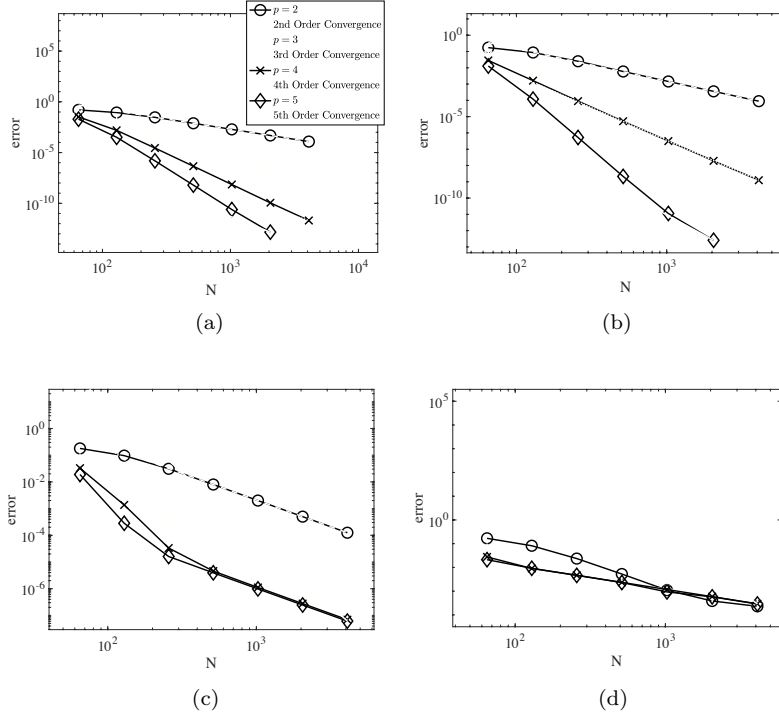 p = 2
2nd Order Convergence
p = 3
3rd Order Convergence
p = 4
4th Order Convergence
p = 5
5th Order Convergence
10^5
10^0
10^-5
10^-10
error
10^2
10^3
10^4
N
(a)
10^0
10^-5
10^-10
error
10^2
10^3
N
(b)
10^0
10^-2
10^-4
10^-6
error
10^2
10^3
N
(c)
10^5
10^0
error
10^2
10^3
N
(d)